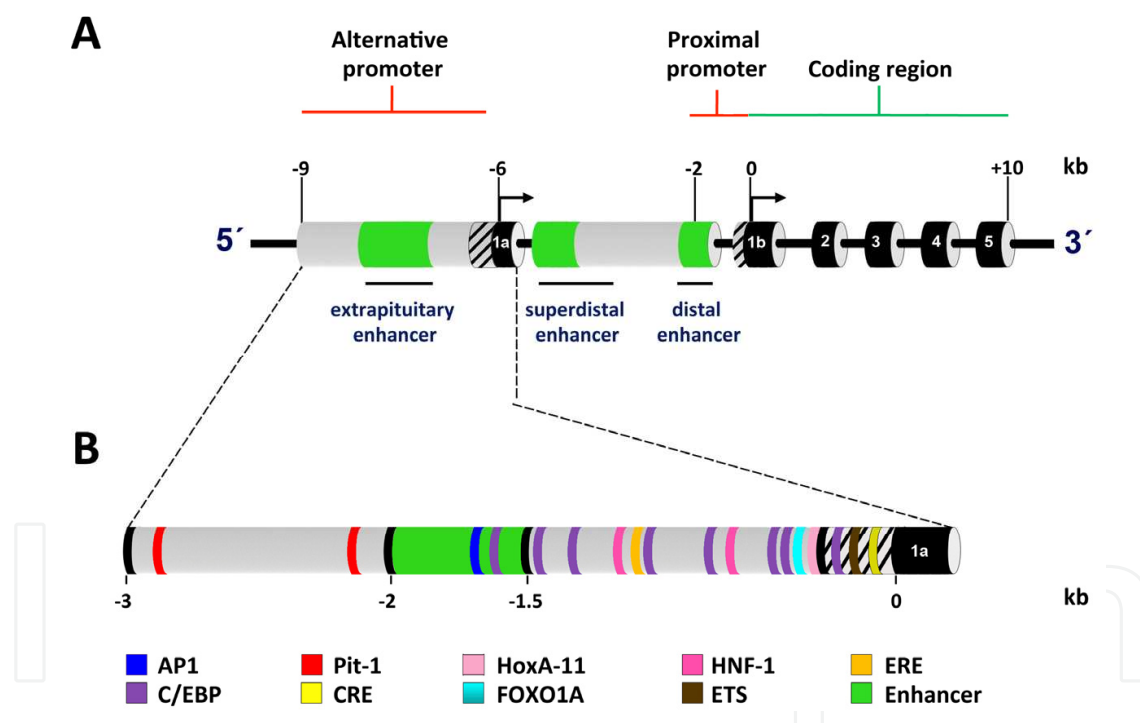 A
Alternative
promoter
Proximal
promoter
Coding region
-9
-6
-2
0
+10
kb
5´
1a
1b
2
3
4
5
3´
extrapituitary
enhancer
superdistal
enhancer
distal
enhancer
B
1a
-3
-2
-1.5
0
kb
AP1
Pit-1
HoxA-11
HNF-1
ERE
C/EBP
CRE
FOXO1A
ETS
Enhancer